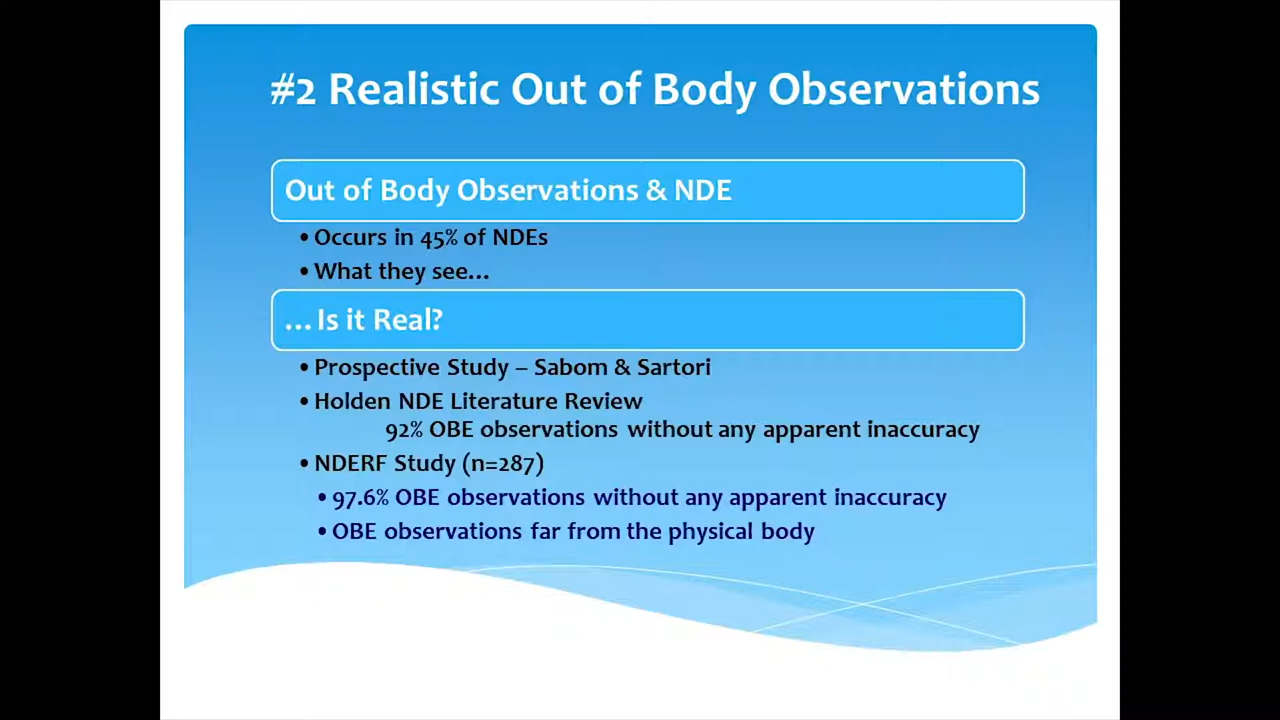 #2 Realistic Out of Body Observations
Out of Body Observations & NDE
• Occurs in 45% of NDEs
• What they see…
…Is it Real?
• Prospective Study – Sabom & Sartori
• Holden NDE Literature Review
92% OBE observations without any apparent inaccuracy
• NDERF Study (n=287)
• 97.6% OBE observations without any apparent inaccuracy
• OBE observations far from the physical body